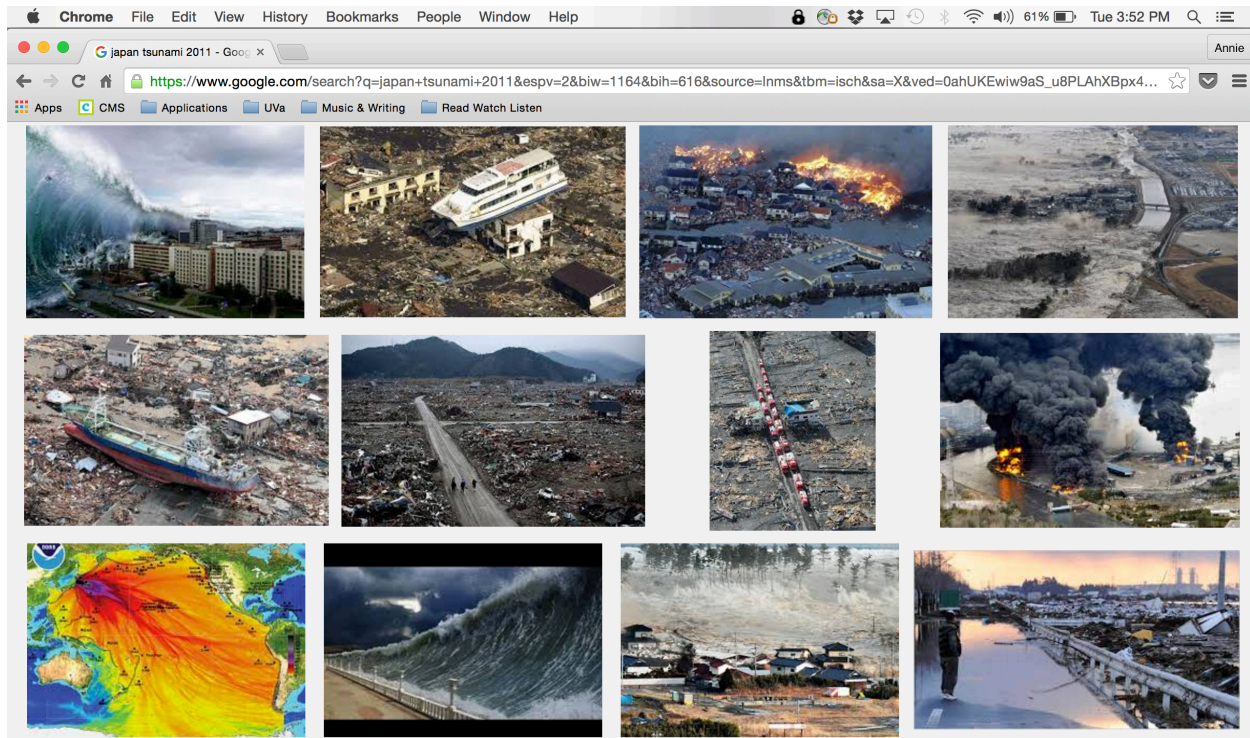 Chrome File Edit View History Bookmarks People Window Help 61% Tue 3:52 PM
japan tsunami 2011 - Goog
Annie
https://www.google.com/search?q=japan+tsunami+2011&espv=2&biw=1164&bih=616&source=lnms&tbm=isch&sa=X&ved=0ahUKEwiw9aS_u8PLAhXBpx4...
Apps CMS Applications UVa Music & Writing Read Watch Listen